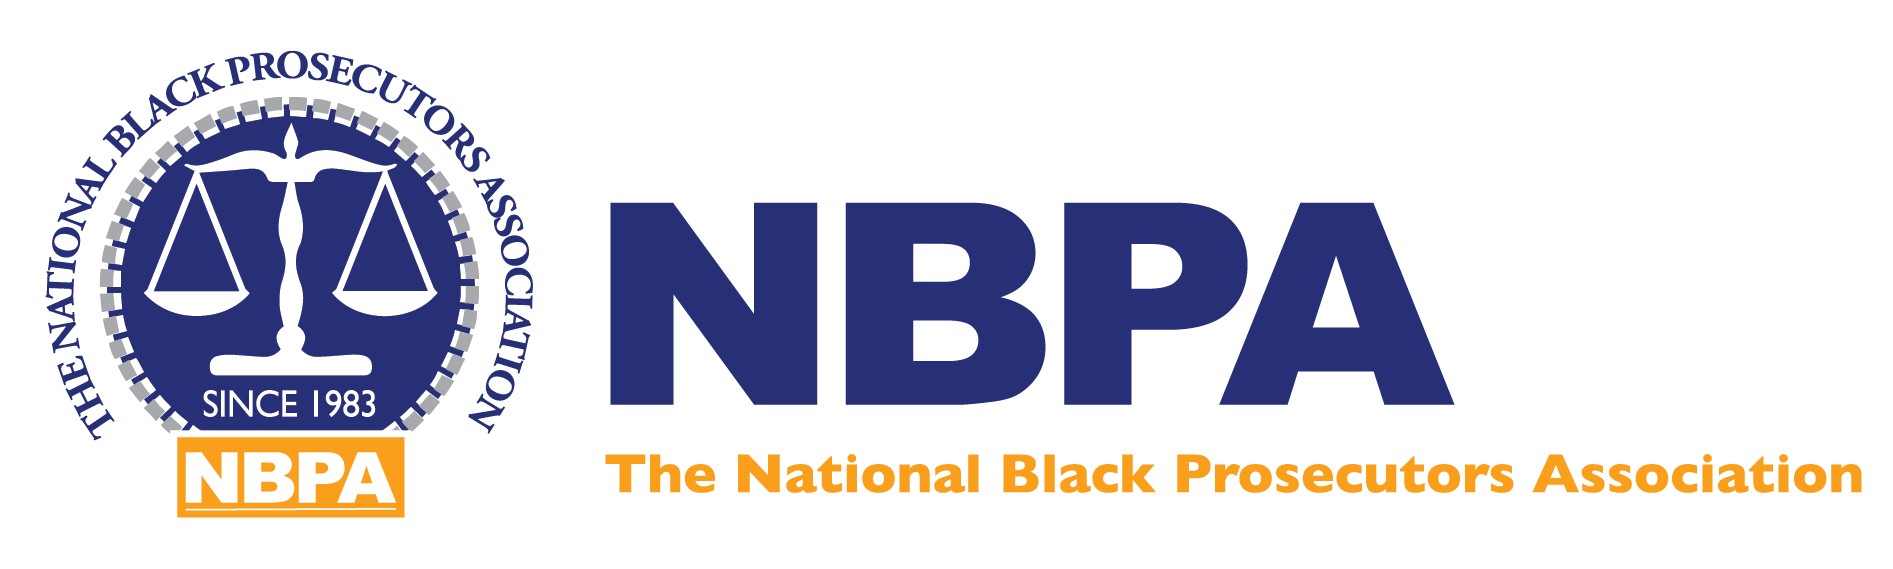 THE NATIONAL BLACK PROSECUTORS ASSOCIATION
SINCE 1983
NBPA
NBPA
The National Black Prosecutors Association